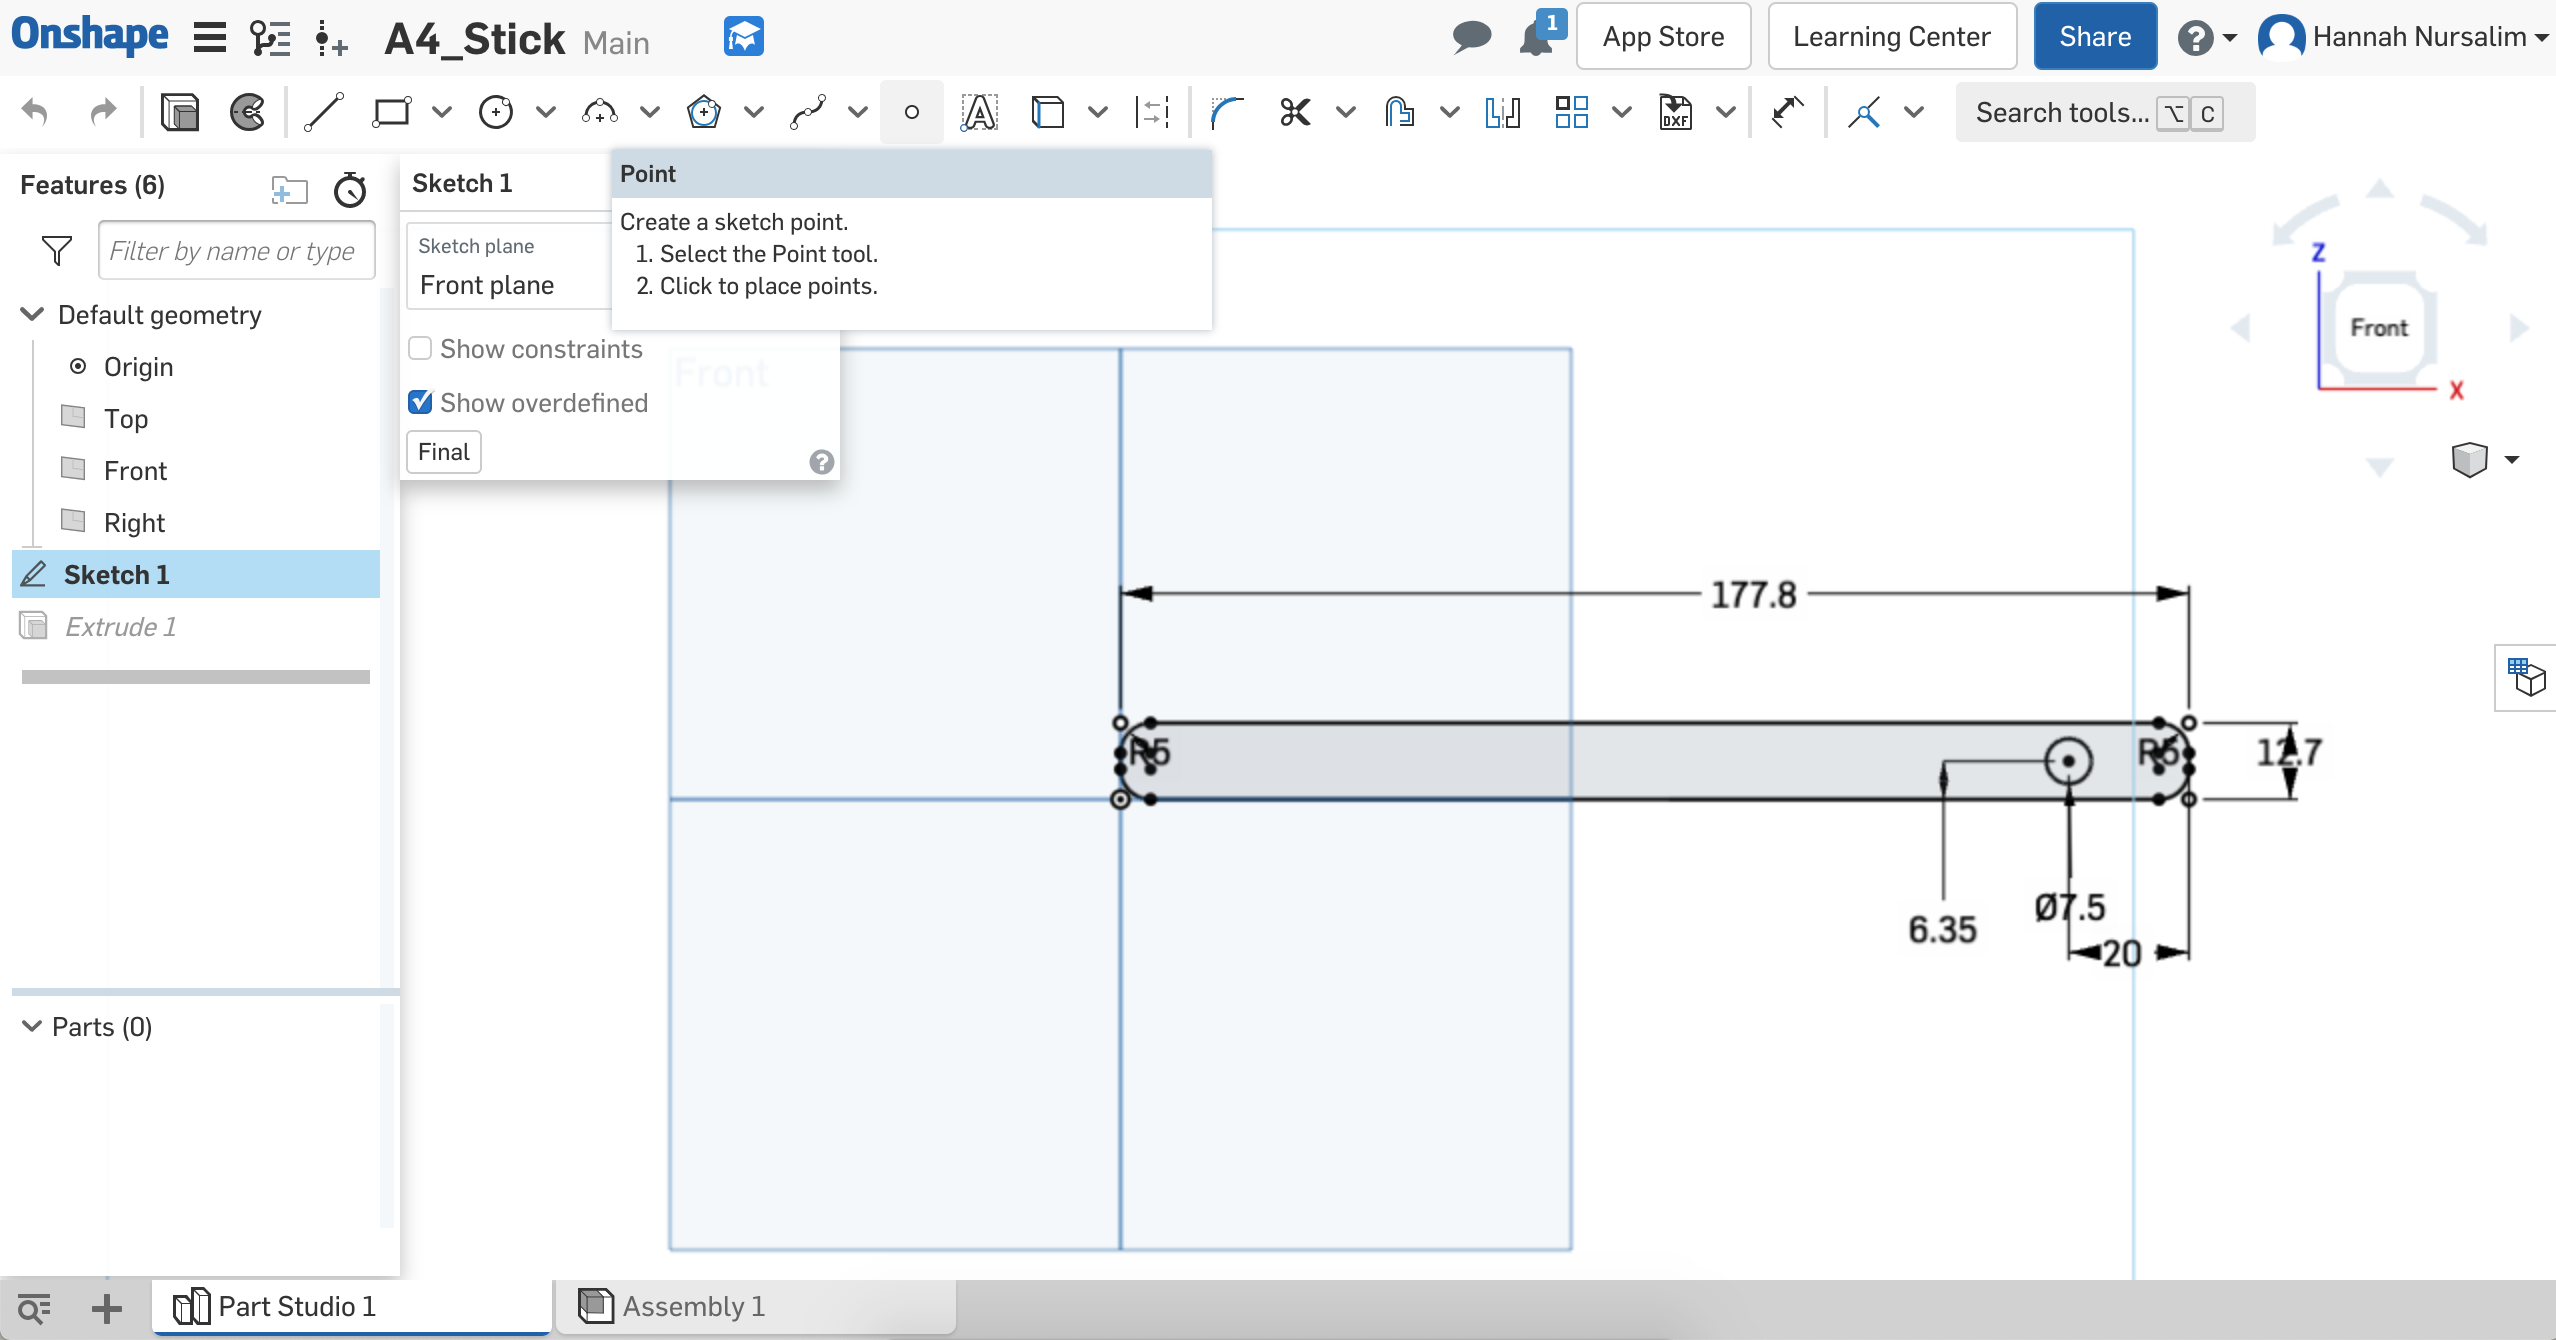 Onshape
A4_Stick Main
1
App Store
Learning Center
Share
Hannah Nursalim
DXF
Search tools... ⌥ C
Features (6)
Filter by name or type
Default geometry
Origin
Top
Front
Right
Sketch 1
Extrude 1
Parts (0)
Sketch 1
Sketch plane
Front plane
Show constraints
Show overdefined
Final
Point
Create a sketch point.
1. Select the Point tool.
2. Click to place points.
Front
Z
Front
X
177.8
R5
R5
12.7
6.35
Ø7.5
20
Part Studio 1
Assembly 1